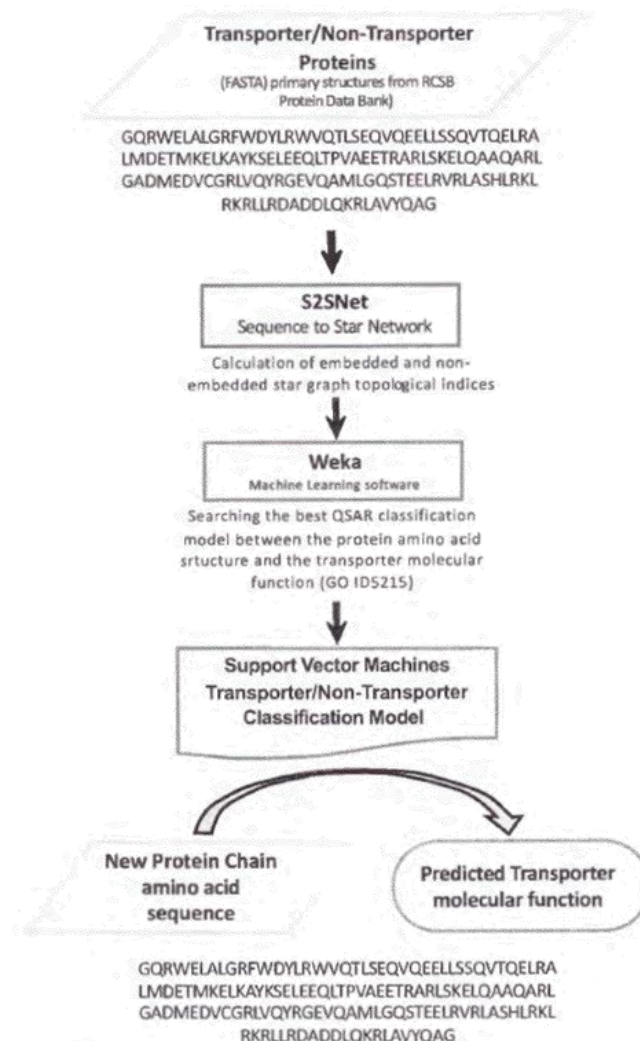 Transporter/Non-Transporter
Proteins
(FASTA) primary structures from RCSB
Protein Data Bank)
GQRWELALGRFWDYLRWVQTLSEQVQEELLSSQVTQELRA
LMDETMKELKAYKSELEEQLTPVAEETRARLSKELQAAQARL
GADMEDVCGRLVQYRGEVQAMLGQSTEELRVRLASHLRKL
RKRLLRDADDLQKRLAVYQAG
S2SNet
Sequence to Star Network
Calculation of embedded and non-
embedded star graph topological indices
Weka
Machine Learning software
Searching the best QSAR classification
model between the protein amino acid
srtucture and the transporter molecular
function (GO ID5215)
Support Vector Machines
Transporter/Non-Transporter
Classification Model
New Protein Chain
amino acid
sequence
Predicted Transporter
molecular function
GQRWELALGRFWDYLRWVQTLSEQVQEELLSSQVTQELRA
LMDETMKELKAYKSELEEQLTPVAEETRARLSKELQAAQARL
GADMEDVCGRLVQYRGEVQAMLGQSTEELRVRLASHLRKL
RKRLLRDADDLQKRLAVYQAG